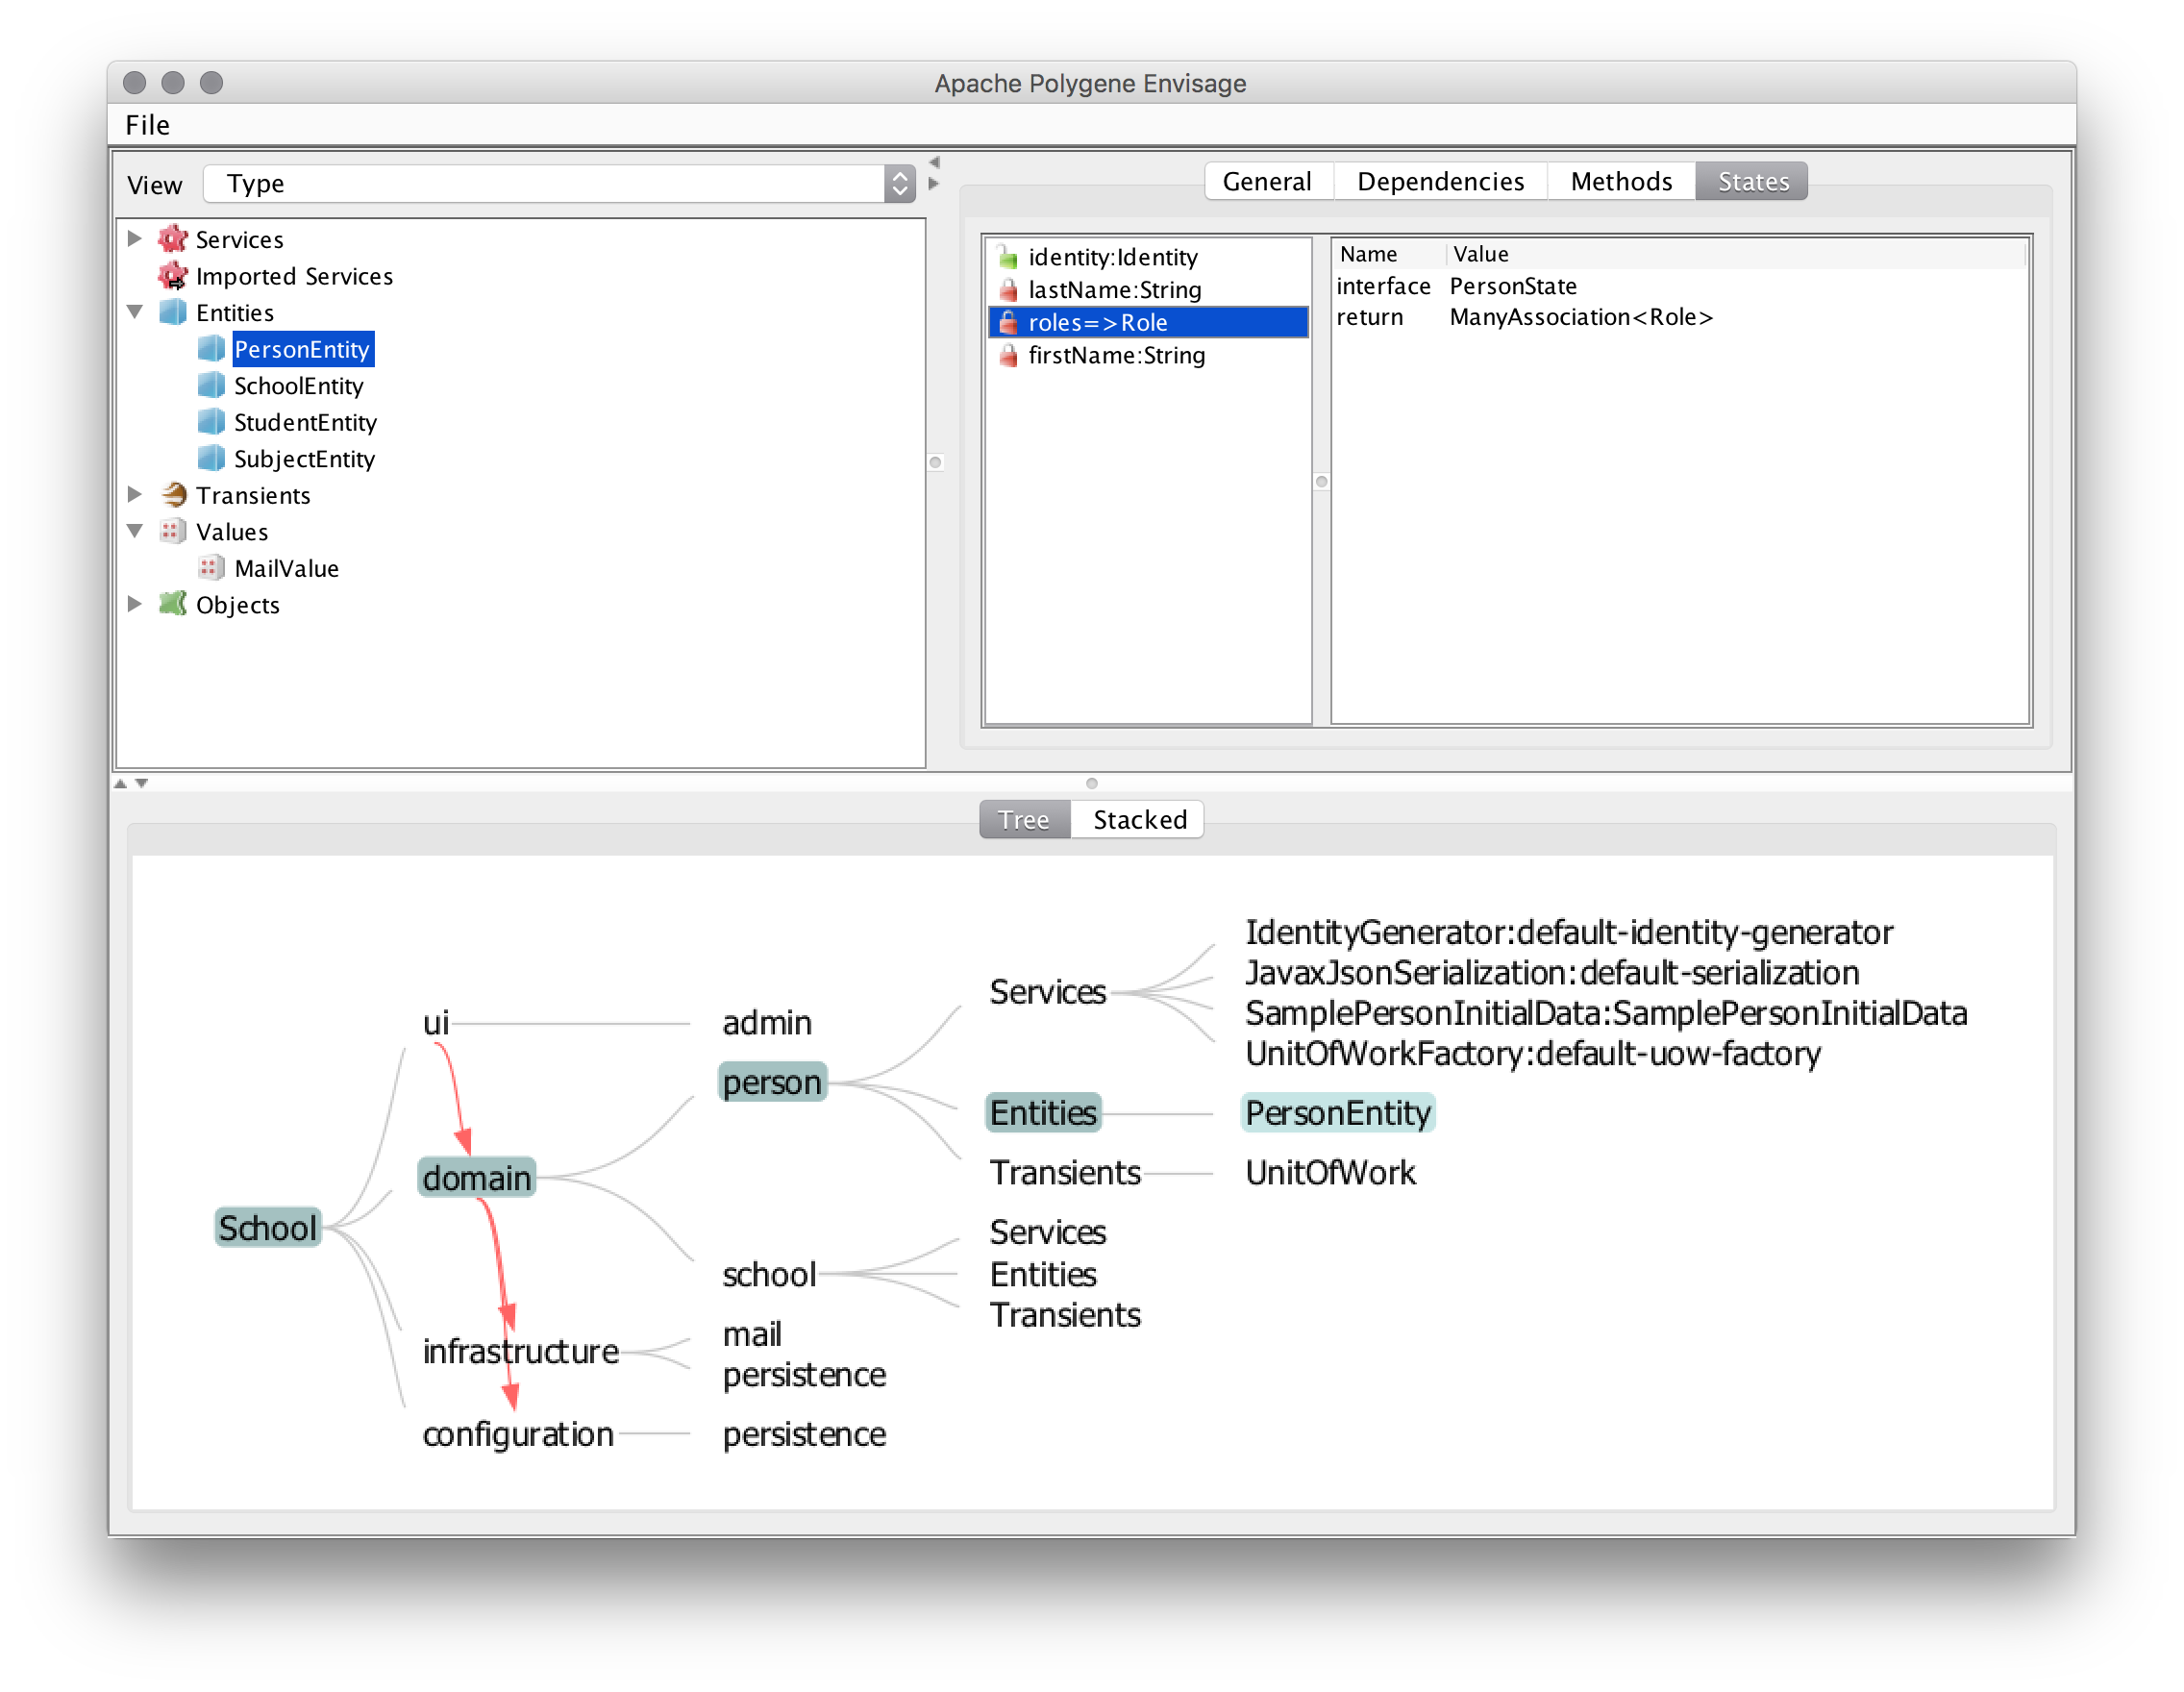 Apache Polygene Envisage
File
View Type
Services
Imported Services
Entities
PersonEntity
SchoolEntity
StudentEntity
SubjectEntity
Transients
Values
MailValue
Objects
General Dependencies Methods States
identity:Identity
lastName:String
roles=>Role
firstName:String
Name Value
interface PersonState
return ManyAssociation<Role>
Tree Stacked
School
ui
domain
infrastructure
configuration
admin
person
school
mail
persistence
persistence
Services
Entities
Transients
Services
Entities
Transients
IdentityGenerator:default-identity-generator
JavaxJsonSerialization:default-serialization
SamplePersonInitialData:SamplePersonInitialData
UnitOfWorkFactory:default-uow-factory
PersonEntity
UnitOfWork